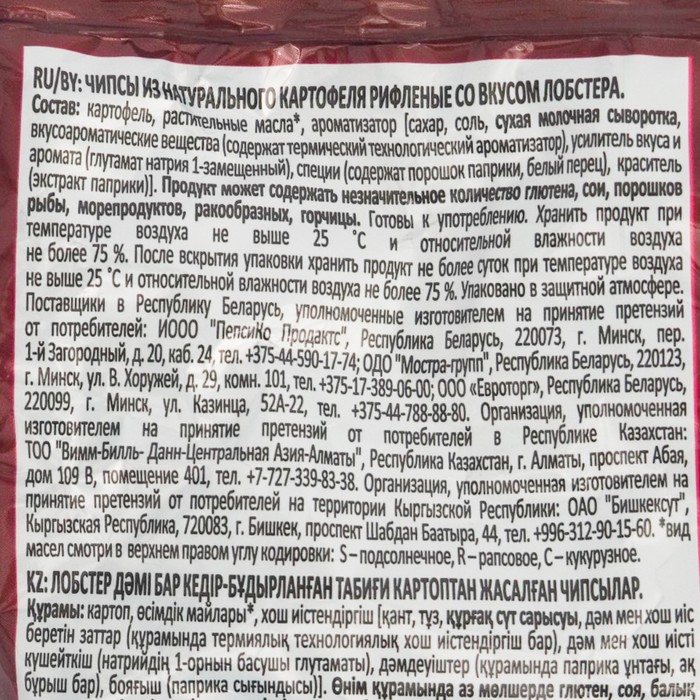 RU/BY: ЧИПСЫ ИЗ НАТУРАЛЬНОГО КАРТОФЕЛЯ РИФЛЕНЫЕ СО ВКУСОМ ЛОБСТЕРА.
Состав: картофель, растительные масла*, ароматизатор [сахар, соль, сухая молочная сыворотка,
вкусоароматические вещества (содержат термический технологический ароматизатор), усилитель вкуса и
аромата (глутамат натрия 1-замещенный), специи (содержат порошок паприки, белый перец), краситель
(экстракт паприки)]. Продукт может содержать незначительное количество глютена, сои, порошков
рыбы, морепродуктов, ракообразных, горчицы. Готовы к употреблению. Хранить продукт при
температуре воздуха не выше 25 °С и относительной влажности воздуха
не более 75 %. После вскрытия упаковки хранить продукт не более суток при температуре воздуха
не выше 25 °С и относительной влажности воздуха не более 75 %. Упаковано в защитной атмосфере.
Поставщики в Республику Беларусь, уполномоченные изготовителем на принятие претензий
от потребителей: ИООО "ПепсиКо Продактс", Республика Беларусь, 220073, г. Минск, пер.
1-й Загородный, д. 20, каб. 24, тел. +375-44-590-17-74; ОДО "Мостра-групп", Республика Беларусь, 220123,
г. Минск, ул. В. Хоружей, д. 29, комн. 101, тел. +375-17-389-06-00; ООО «Евроторг», Республика Беларусь,
220099, г. Минск, ул. Казинца, 52А-22, тел. +375-44-788-88-80. Организация, уполномоченная
изготовителем на принятие претензий от потребителей в Республике Казахстан:
ТОО "Вимм-Билль- Данн-Центральная Азия-Алматы", Республика Казахстан, г. Алматы, проспект Абая,
дом 109 В, помещение 401, тел. +7-727-339-83-38. Организация, уполномоченная изготовителем на
принятие претензий от потребителей на территории Кыргызской Республики: ОАО "Бишкексут",
Кыргызская Республика, 720083, г. Бишкек, проспект Шабдан Баатыра, 44, тел. +996-312-90-15-60. *вид
масел смотри в верхнем правом углу кодировки: S – подсолнечное, R – рапсовое, C – кукурузное.
KZ: ЛОБСТЕР ДӘМІ БАР КЕДІР-БҰДЫРЛАНҒАН ТАБИҒИ КАРТОПТАН ЖАСАЛҒАН ЧИПСЫЛАР.
Құрамы: картоп, өсімдік майлары*, хош иістендіргіш [қант, тұз, құрғақ сүт сарысуы, дәм мен хош иіс
беретін заттар (құрамында термиялық технологиялық хош иістендіргіш бар), дәм мен хош иісті
күшейткіш (натрийдің 1-орнын басушы глутаматы), дәмдеуіштер (құрамында паприка ұнтағы, ақ
бұрыш бар), бояғыш (паприка сығындысы)]. Өнім құрамында аз мөлшерде глютен, соя, балық